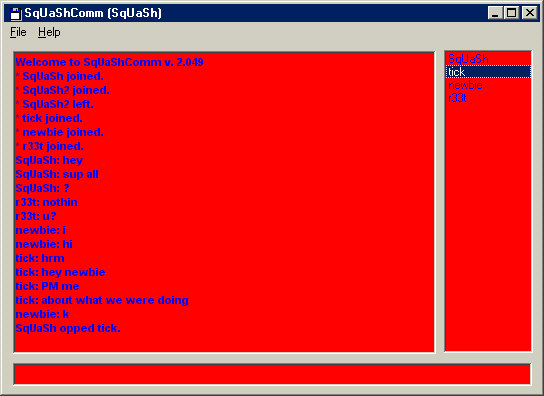 SqUaShComm (SqUaSh)
File Help
Welcome to SqUaShComm v. 2.049
* SqUaSh joined.
* SqUaSh2 joined.
* SqUaSh2 left.
* tick joined.
* newbie joined.
* r33t joined.
SqUaSh: hey
SqUaSh: sup all
SqUaSh: ?
r33t: nothin
r33t: u?
newbie: i
newbie: hi
tick: hrm
tick: hey newbie
tick: PM me
tick: about what we were doing
newbie: k
SqUaSh opped tick.
SqUaSh
tick
newbie
r33t